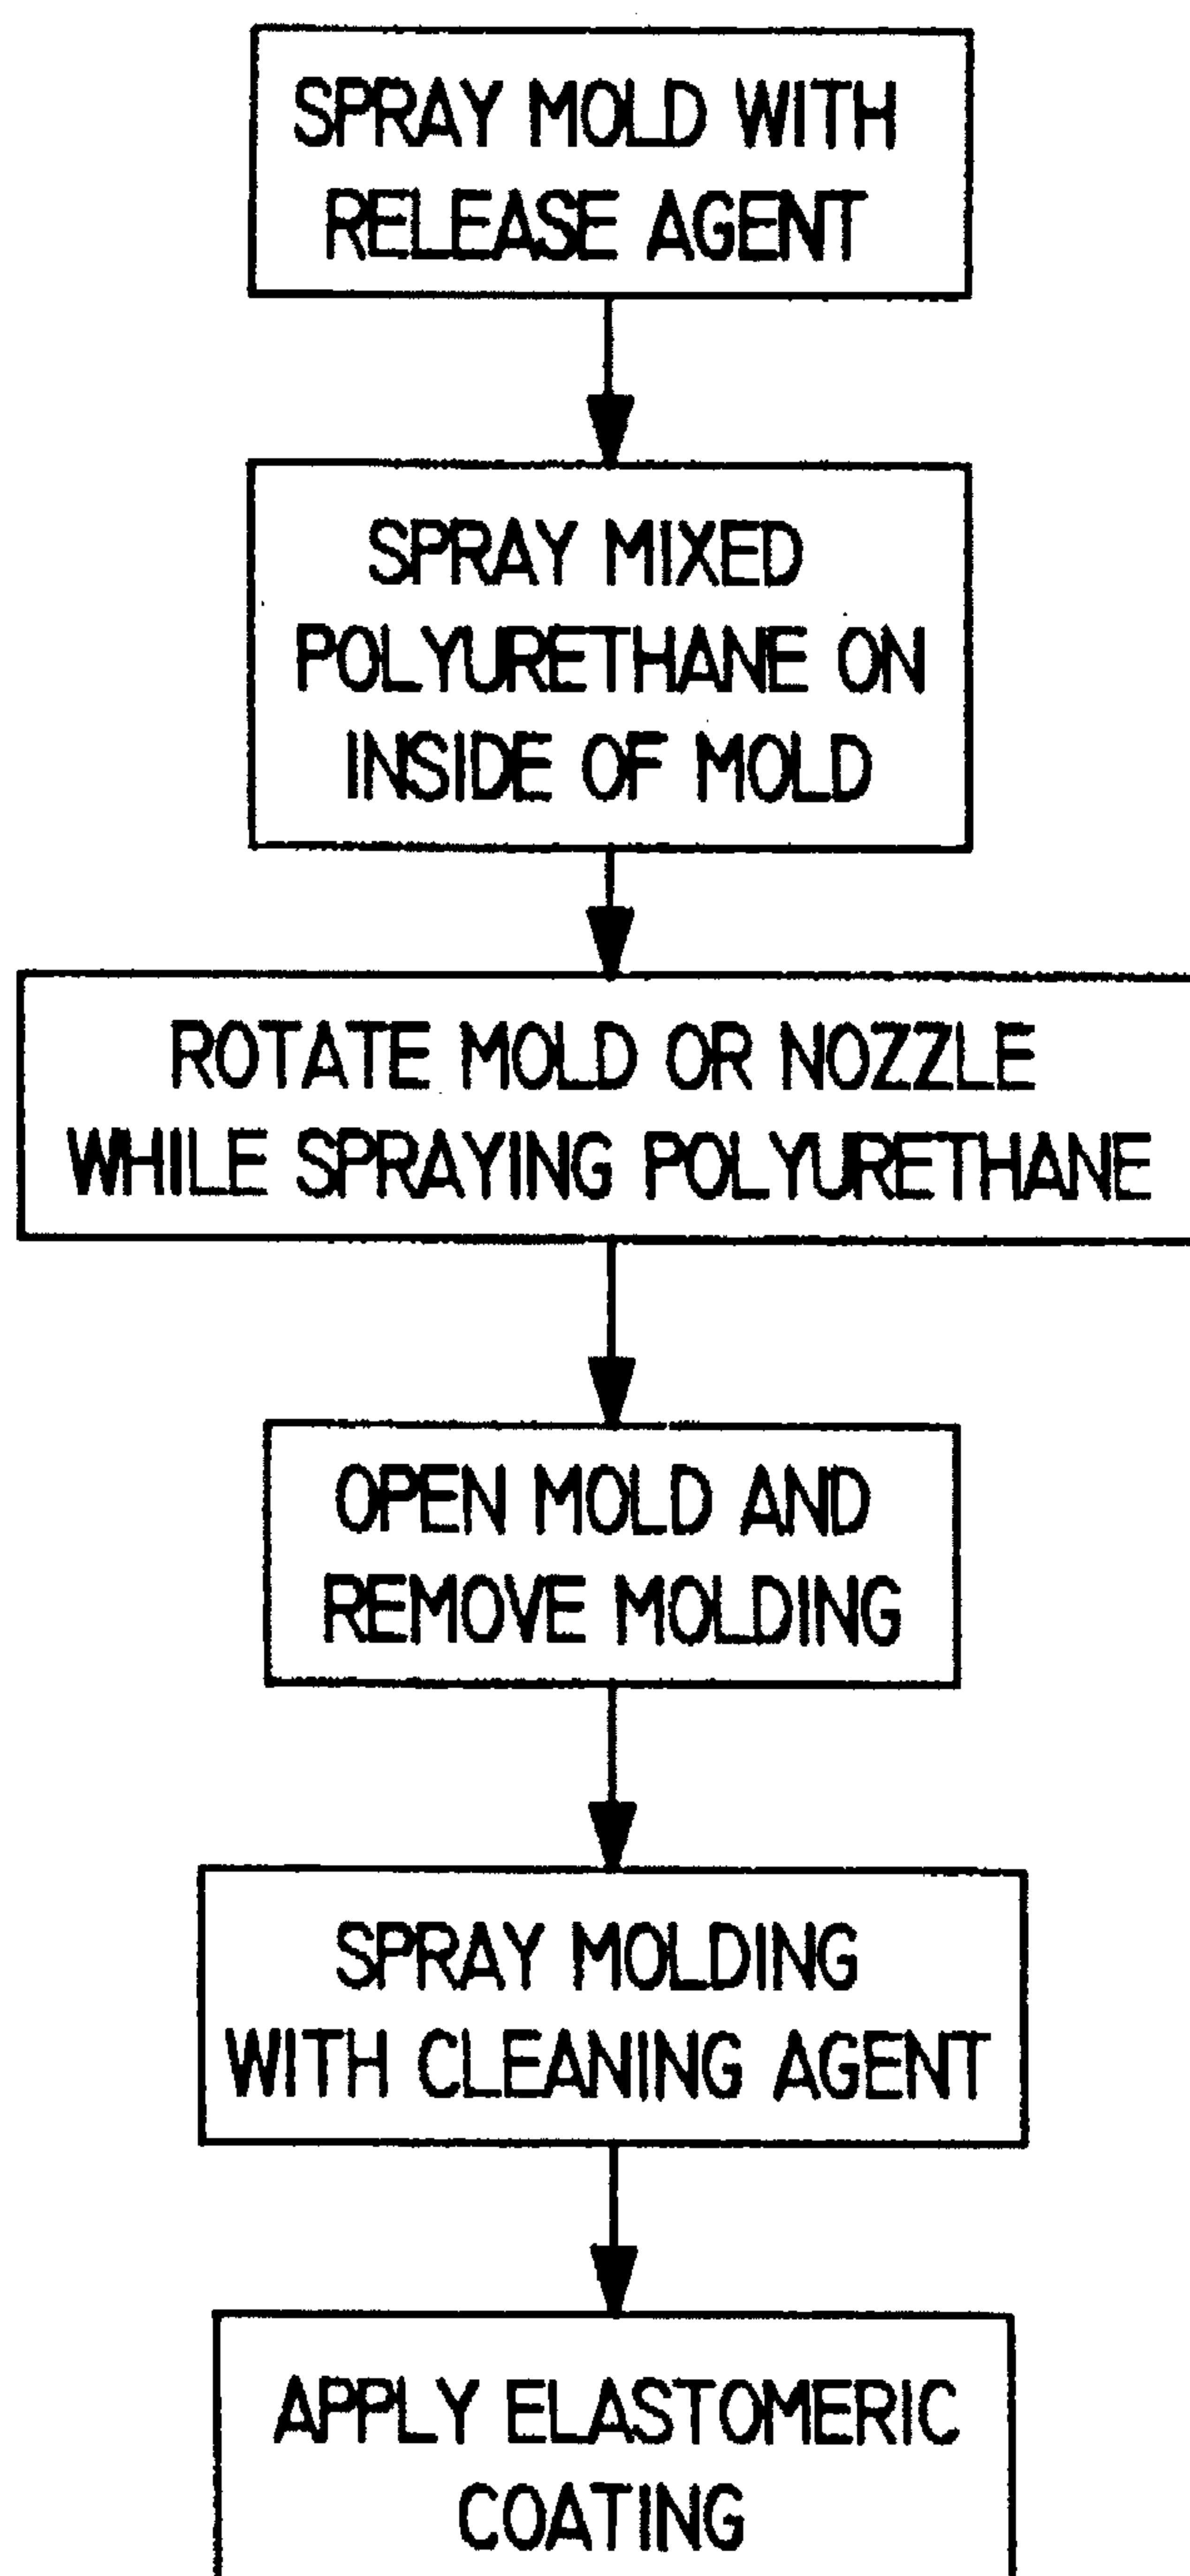 SPRAY MOLD WITH
RELEASE AGENT
SPRAY MIXED
POLYURETHANE ON
INSIDE OF MOLD
ROTATE MOLD OR NOZZLE
WHILE SPRAYING POLYURETHANE
OPEN MOLD AND
REMOVE MOLDING
SPRAY MOLDING
WITH CLEANING AGENT
APPLY ELASTOMERIC
COATING